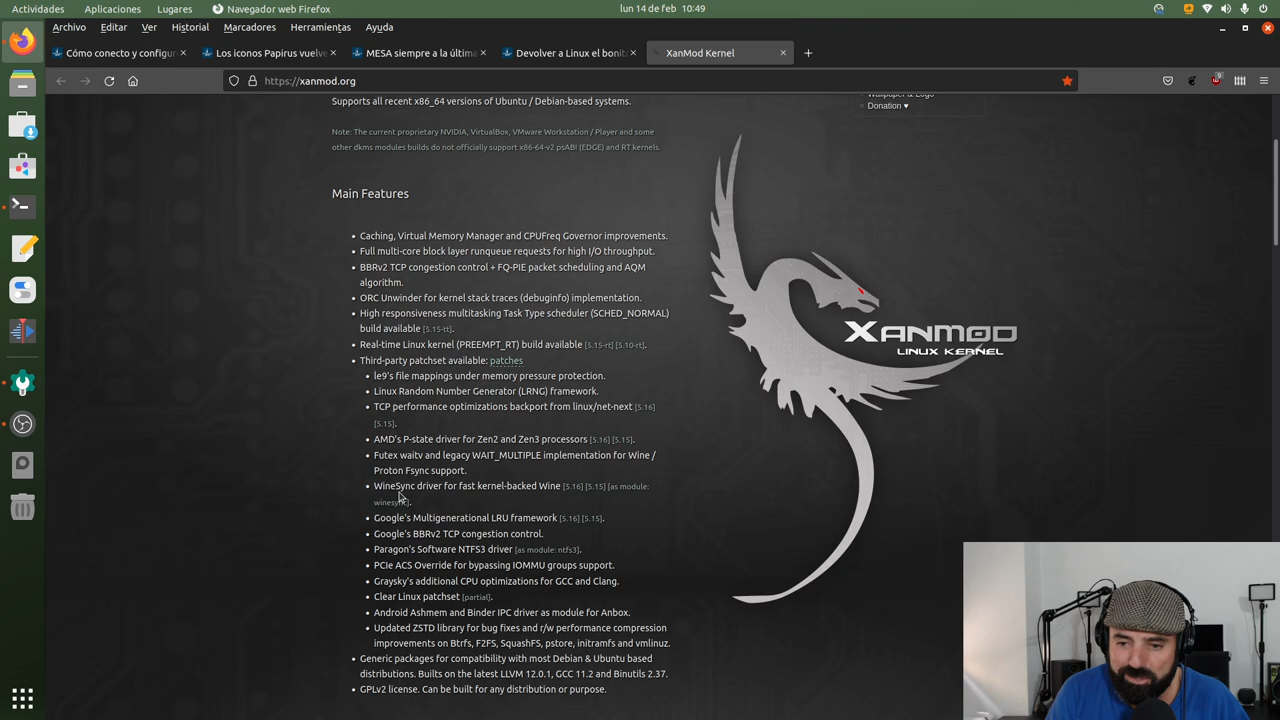 Actividades Aplicaciones Lugares Navegador web Firefox lun 14 de feb 10:49
Archivo Editar Ver Historial Marcadores Herramientas Ayuda
Cómo conecto y configur Los iconos Papirus vuelve MESA siempre a la últim Devolver a Linux el bonit XanMod Kernel
https://xanmod.org
Supports all recent x86_64 versions of Ubuntu / Debian-based systems.
Wallpaper & Logo
Donation ♥
Note: The current proprietary NVIDIA, VirtualBox, VMware Workstation / Player and some
other dkms modules builds do not officially support x86-64-v2 psABI (EDGE) and RT kernels.
Main Features
Caching, Virtual Memory Manager and CPUFreq Governor improvements.
Full multi-core block layer runqueue requests for high I/O throughput.
BBRv2 TCP congestion control + FQ-PIE packet scheduling and AQM
algorithm.
ORC Unwinder for kernel stack traces (debuginfo) implementation.
High responsiveness multitasking Task Type scheduler (SCHED_NORMAL)
build available [5.15-tt].
Real-time Linux kernel (PREEMPT_RT) build available [5.15-rt] [5.10-rt].
Third-party patchset available: patches
le9's file mappings under memory pressure protection.
Linux Random Number Generator (LRNG) framework.
TCP performance optimizations backport from linux/net-next [5.16]
[5.15].
AMD's P-state driver for Zen2 and Zen3 processors [5.16] [5.15].
Futex waitv and legacy WAIT_MULTIPLE implementation for Wine /
Proton Fsync support.
WineSync driver for fast kernel-backed Wine [5.16] [5.15] [as module:
winesync].
Google's Multigenerational LRU framework [5.16] [5.15].
Google's BBRv2 TCP congestion control.
Paragon's Software NTFS3 driver [as module: ntfs3].
PCIe ACS Override for bypassing IOMMU groups support.
Graysky's additional CPU optimizations for GCC and Clang.
Clear Linux patchset [partial].
Android Ashmem and Binder IPC driver as module for Anbox.
Updated ZSTD library for bug fixes and r/w performance compression
improvements on Btrfs, F2FS, SquashFS, pstore, initramfs and vmlinuz.
Generic packages for compatibility with most Debian & Ubuntu based
distributions. Builts on the latest LLVM 12.0.1, GCC 11.2 and Binutils 2.37.
GPLv2 license. Can be built for any distribution or purpose.
XANMOD
LINUX KERNEL